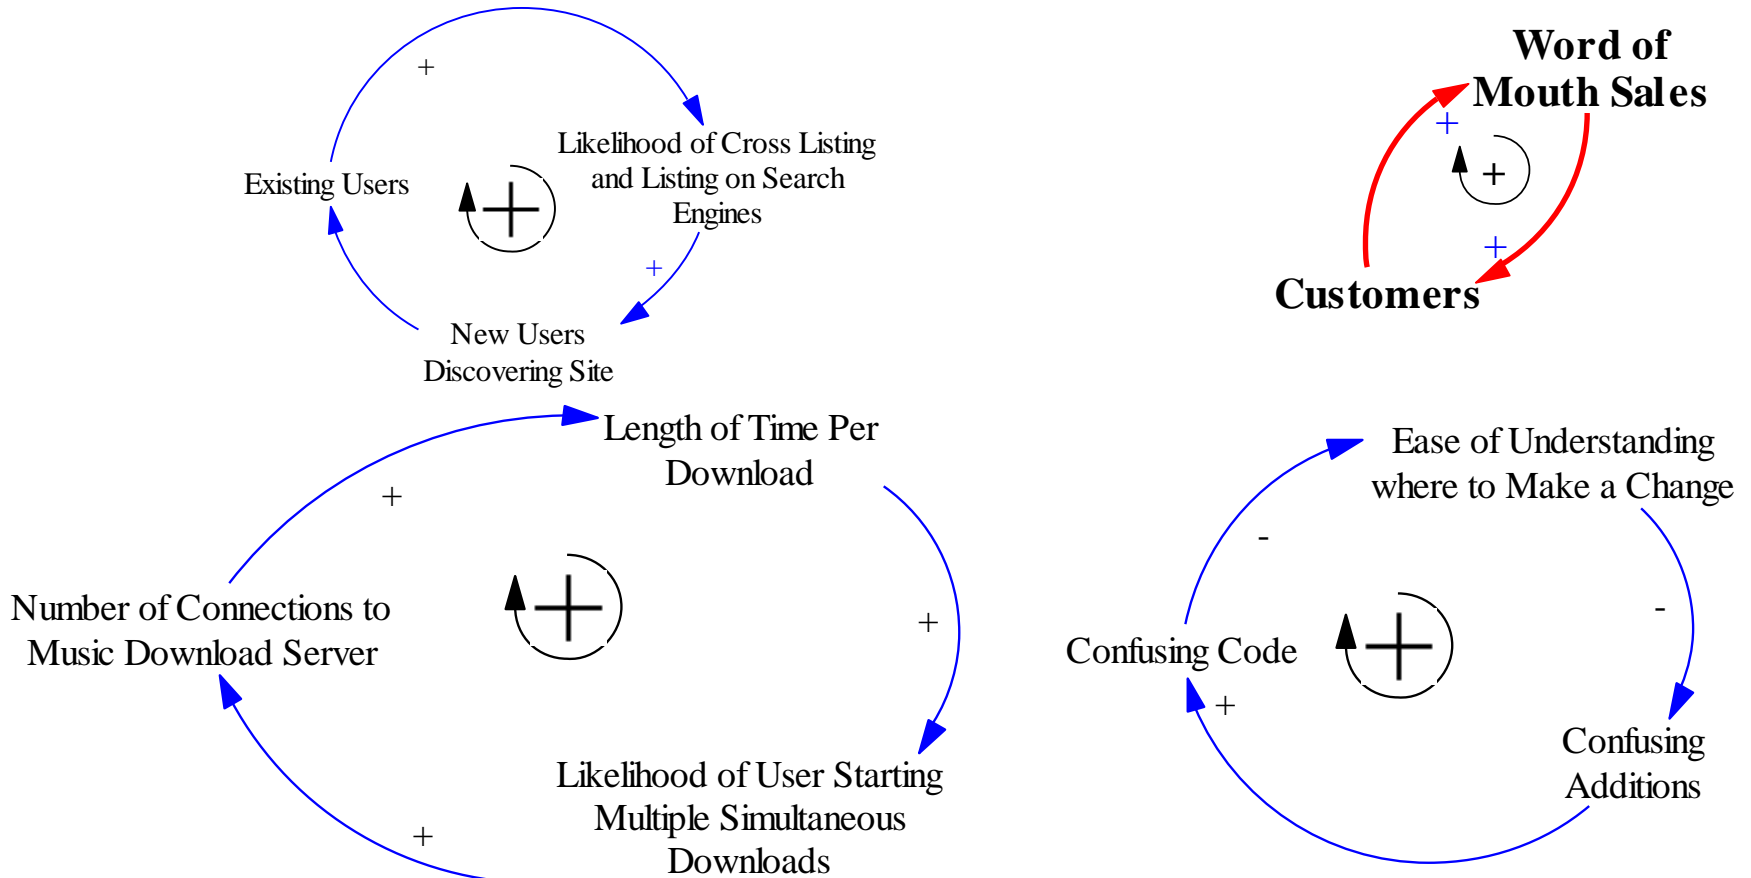 +
Existing Users
Likelihood of Cross Listing
and Listing on Search
Engines
+
New Users
Discovering Site
Word of
Mouth Sales
+
+
+
Customers
Length of Time Per
Download
+
Number of Connections to
Music Download Server
+
+
Likelihood of User Starting
Multiple Simultaneous
Downloads
+
+
Ease of Understanding
where to Make a Change
-
-
Confusing Code
+
+
Confusing
Additions
+